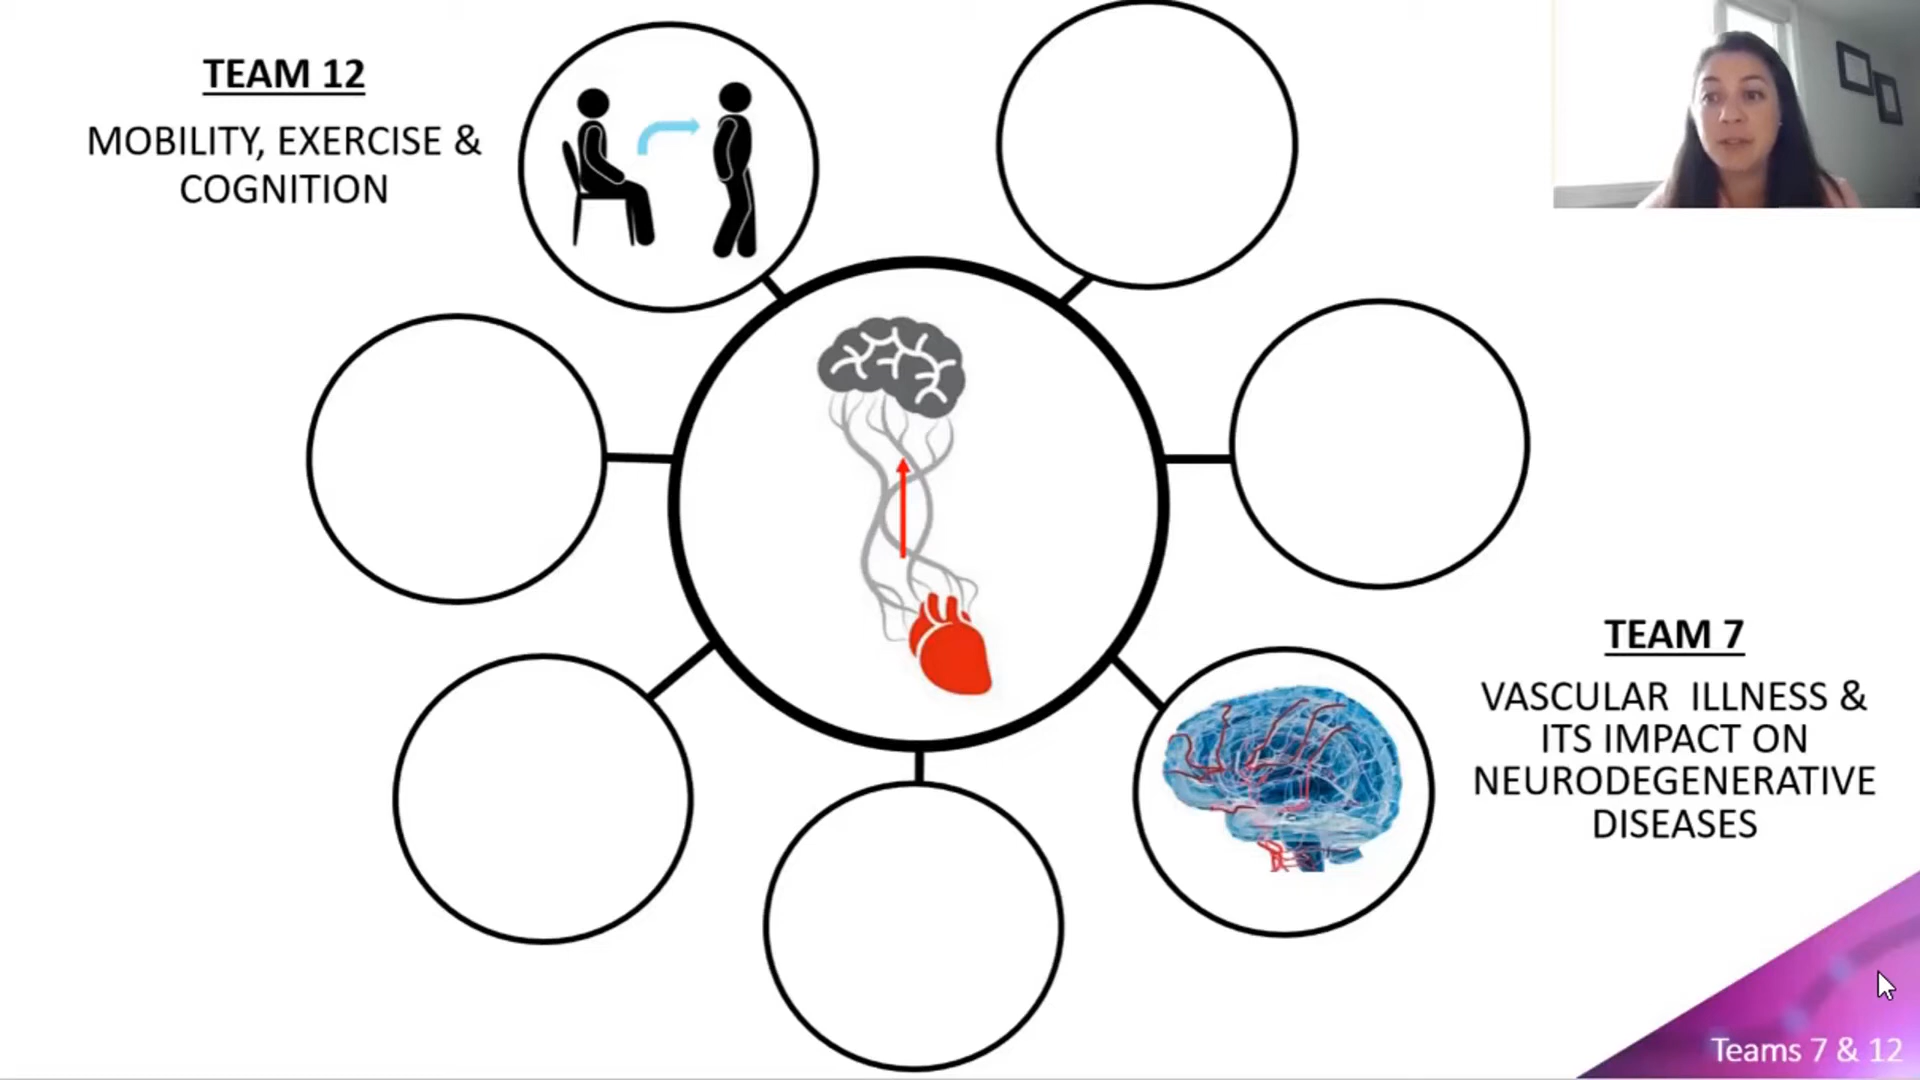 TEAM 12
MOBILITY, EXERCISE &
COGNITION
TEAM 7
VASCULAR ILLNESS &
ITS IMPACT ON
NEURODEGENERATIVE
DISEASES
Teams 7 & 12